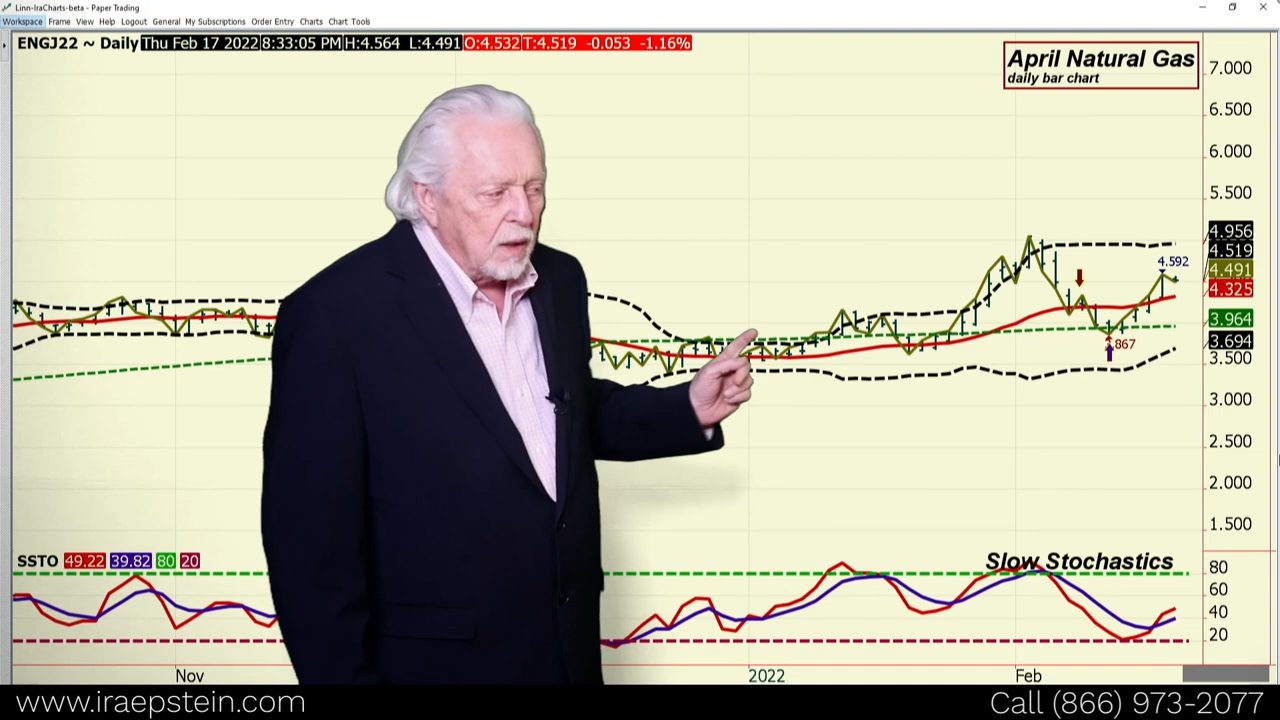 Linn-IraCharts-beta - Paper Trading
Workspace Frame View Help Logout General My Subscriptions Order Entry Charts Chart Tools
ENGJ22 ~ Daily Thu Feb 17 2022 8:33:05 PM H:4.564 L:4.491 O:4.532 T:4.519 -0.053 -1.16%
April Natural Gas
daily bar chart
7.000
6.500
6.000
5.500
4.956
4.519
4.491
4.325
3.964
3.694
3.500
3.000
2.500
2.000
1.500
4.592
867
SSTO 49.22 39.82 80 20
Slow Stochastics
80
60
40
20
Nov
2022
Feb
www.iraepstein.com
Call (866) 973-2077